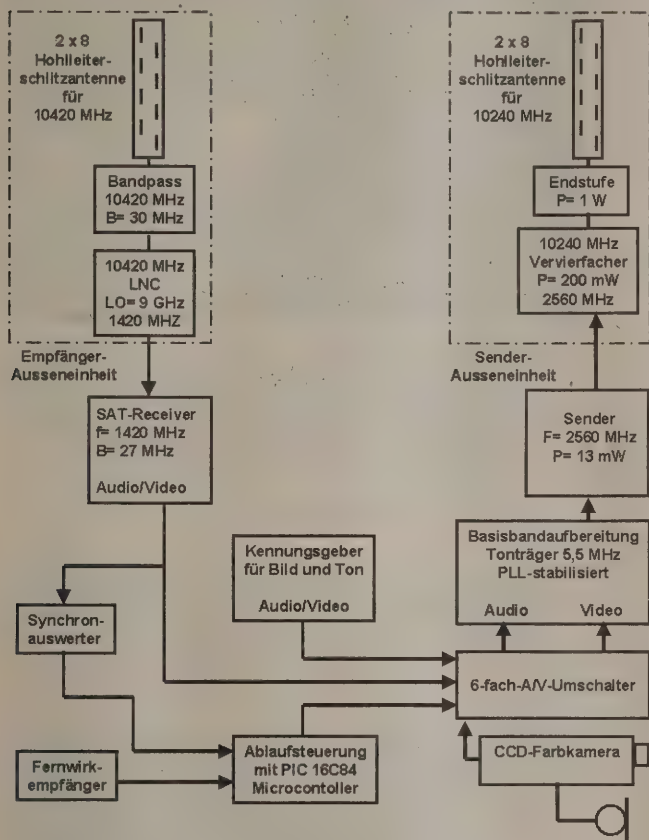 2 x 8
Hohlleiter-
schlitzantenne
für
10420 MHz
Bandpass
10420 MHz
B= 30 MHz
10420 MHz
LNC
LO= 9 GHz
1420 MHZ
Empfänger-
Ausseneinheit
SAT-Receiver
f= 1420 MHz
B= 27 MHz
Audio/Video
Synchron-
auswerter
Fernwirk-
empfänger
Kennungsgeber
für Bild und Ton
Audio/Video
Ablaufsteuerung
mit PIC 16C84
Microcontoller
2 x 8
Hohlleiter-
schlitzantenne
für
10240 MHz
Endstufe
P= 1 W
10240 MHz
Vervierfacher
P= 200 mW
2560 MHz
Sender-
Ausseneinheit
Sender
F= 2560 MHz
P= 13 mW
Basisbandaufbereitung
Tonträger 5,5 MHz
PLL-stabilisiert
Audio Video
6-fach-A/V-Umschalter
CCD-Farbkamera